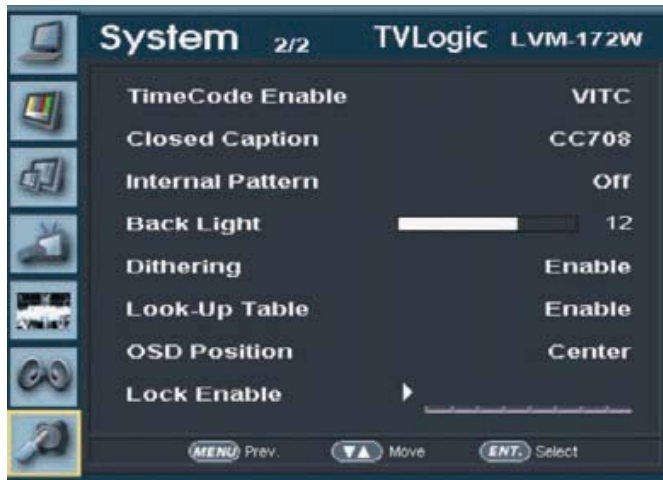 System 2/2 TVLogic LVM-172W
TimeCode Enable VITC
Closed Caption CC708
Internal Pattern Off
Back Light 12
Dithering Enable
Look-Up Table Enable
OSD Position Center
Lock Enable
MENU Prev. ▼▲ Move ENT. Select